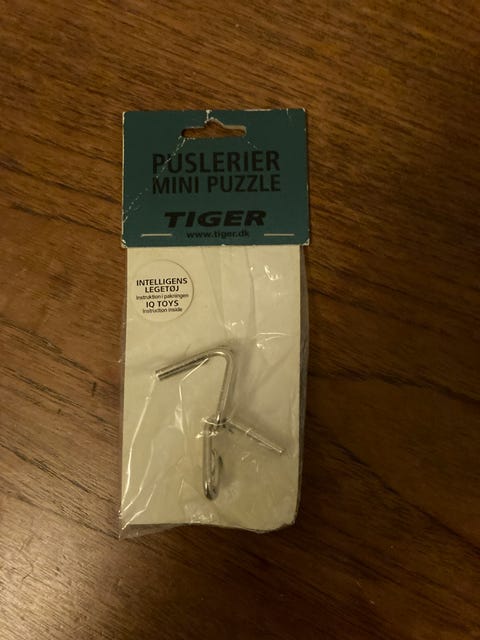 PUSLERIER
MINI PUZZLE
TIGER
www.tiger.dk
INTELLIGENS
LEGETØJ
Instruktion i pakningen
IQ TOYS
Instruction inside